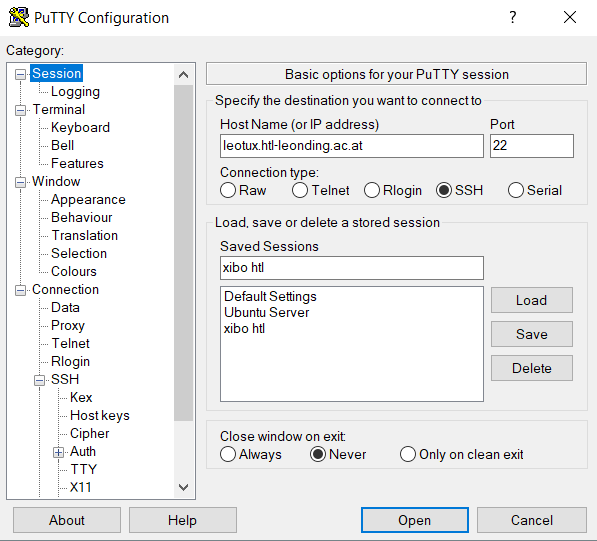 PuTTY Configuration ?
Category:
Session
Logging
Terminal
Keyboard
Bell
Features
Window
Appearance
Behaviour
Translation
Selection
Colours
Connection
Data
Proxy
Telnet
Rlogin
SSH
Kex
Host keys
Cipher
Auth
TTY
X11
Basic options for your PuTTY session
Specify the destination you want to connect to
Host Name (or IP address) Port
leotux.htl-leonding.ac.at 22
Connection type:
Raw Telnet Rlogin SSH Serial
Load, save or delete a stored session
Saved Sessions
xibo htl
Default Settings
Ubuntu Server
xibo htl
Load
Save
Delete
Close window on exit:
Always Never Only on clean exit
About Help Open Cancel